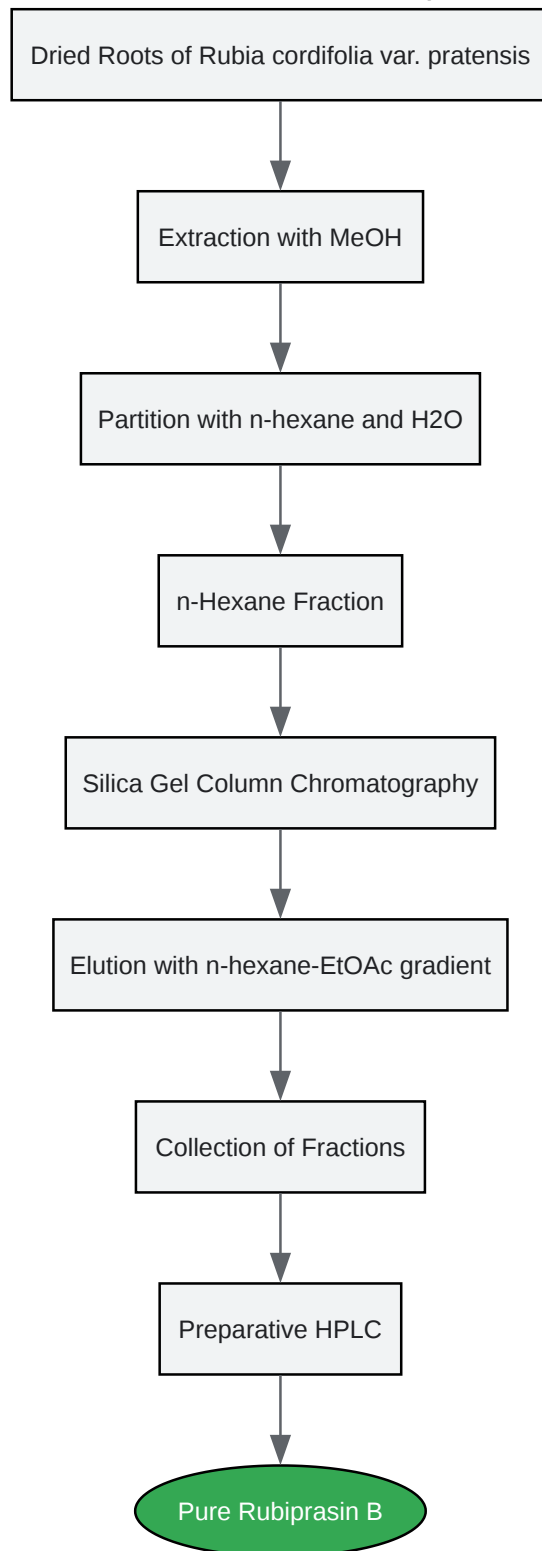 Dried Roots of Rubia cordifolia var. pratensis
Extraction with MeOH
Partition with n-hexane and H2O
n-Hexane Fraction
Silica Gel Column Chromatography
Elution with n-hexane-EtOAc gradient
Collection of Fractions
Preparative HPLC
Pure Rubiprasin B